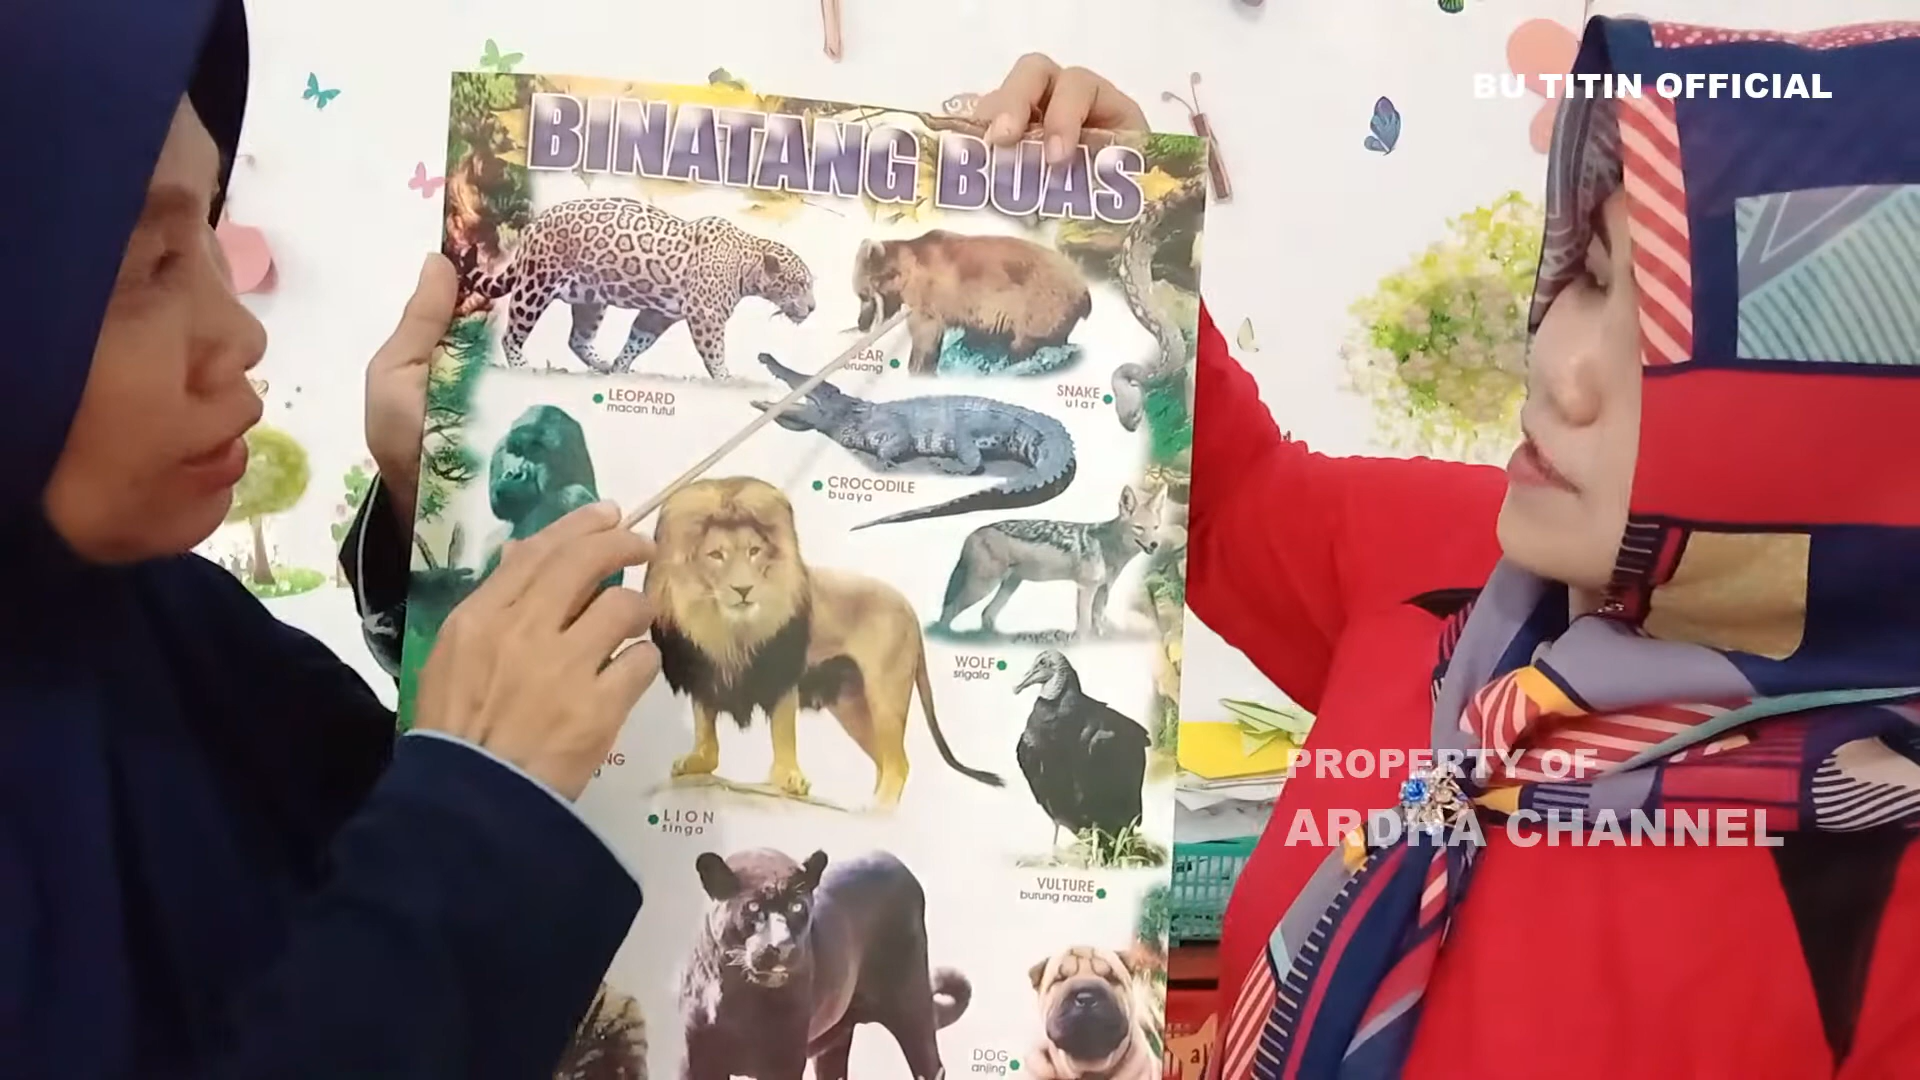 BU TITIN OFFICIAL
BINATANG BUAS
LEOPARD
macan tutul
SNAKE
ular
CROCODILE
buaya
WOLF
srigala
LION
singa
VULTURE
burung nazar
DOG
anjing
PROPERTY OF
ARDHA CHANNEL